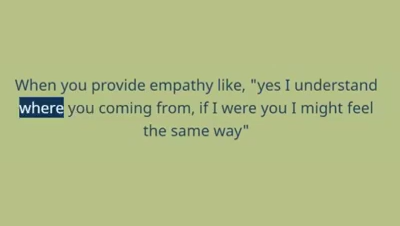 When you provide empathy like, "yes I understand
where you coming from, if I were you I might feel
the same way"